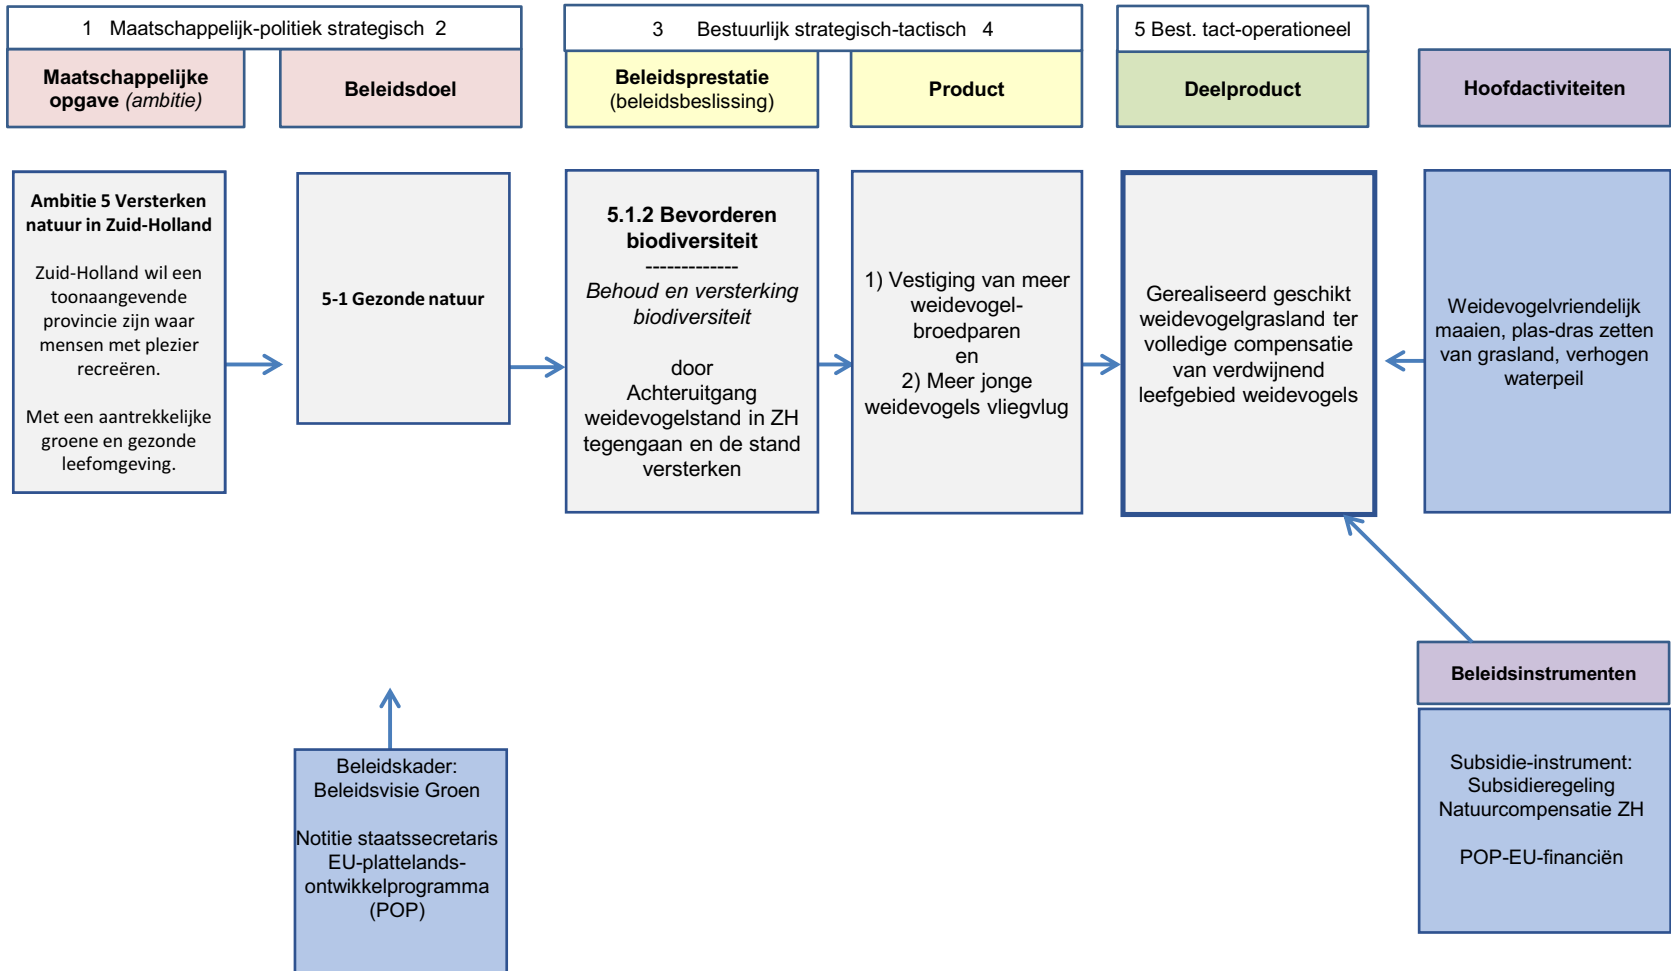 1 Maatschappelijk-politiek strategisch 2
3 Bestuurlijk strategisch-tactisch 4
5 Best. tact-operationeel
Maatschappelijke
opgave (ambitie)
Beleidsdoel
Beleidsprestatie
(beleidsbeslissing)
Product
Deelproduct
Hoofdactiviteiten
Ambitie 5 Versterken
natuur in Zuid-Holland
Zuid-Holland wil een
toonaangevende
provincie zijn waar
mensen met plezier
recreëren.
Met een aantrekkelijke
groene en gezonde
leefomgeving.
5-1 Gezonde natuur
5.1.2 Bevorderen
biodiversiteit
-------------
Behoud en versterking
biodiversiteit
door
Achteruitgang
weidevogelstand in ZH
tegengaan en de stand
versterken
1) Vestiging van meer
weidevogel-
broedparen
en
2) Meer jonge
weidevogels vliegvlug
Gerealiseerd geschikt
weidevogelgrasland ter
volledige compensatie
van verdwijnend
leefgebied weidevogels
Weidevogelvriendelijk
maaien, plas-dras zetten
van grasland, verhogen
waterpeil
Beleidskader:
Beleidsvisie Groen
Notitie staatssecretaris
EU-plattelands-
ontwikkelprogramma
(POP)
Beleidsinstrumenten
Subsidie-instrument:
Subsidieregeling
Natuurcompensatie ZH
POP-EU-financiën